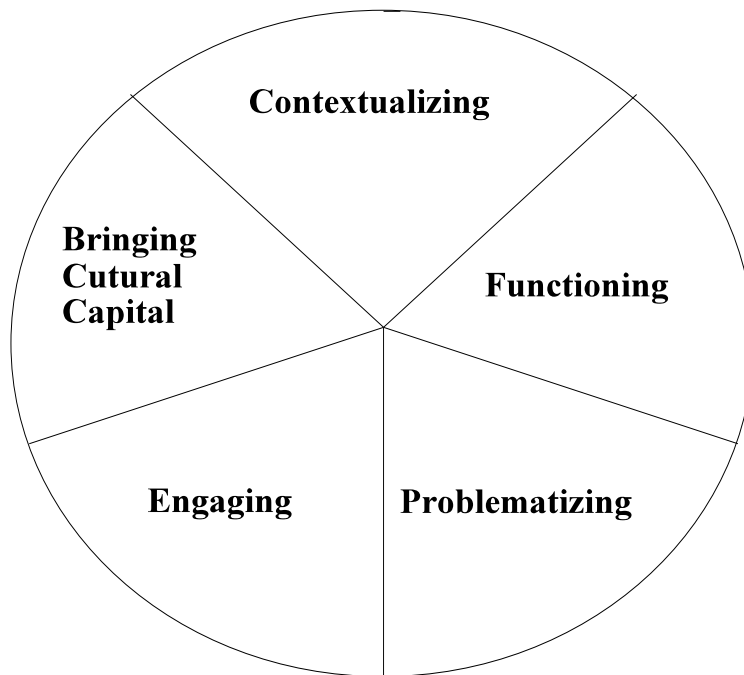 Contextualizing
Bringing
Cutural
Capital
Functioning
Engaging
Problematizing